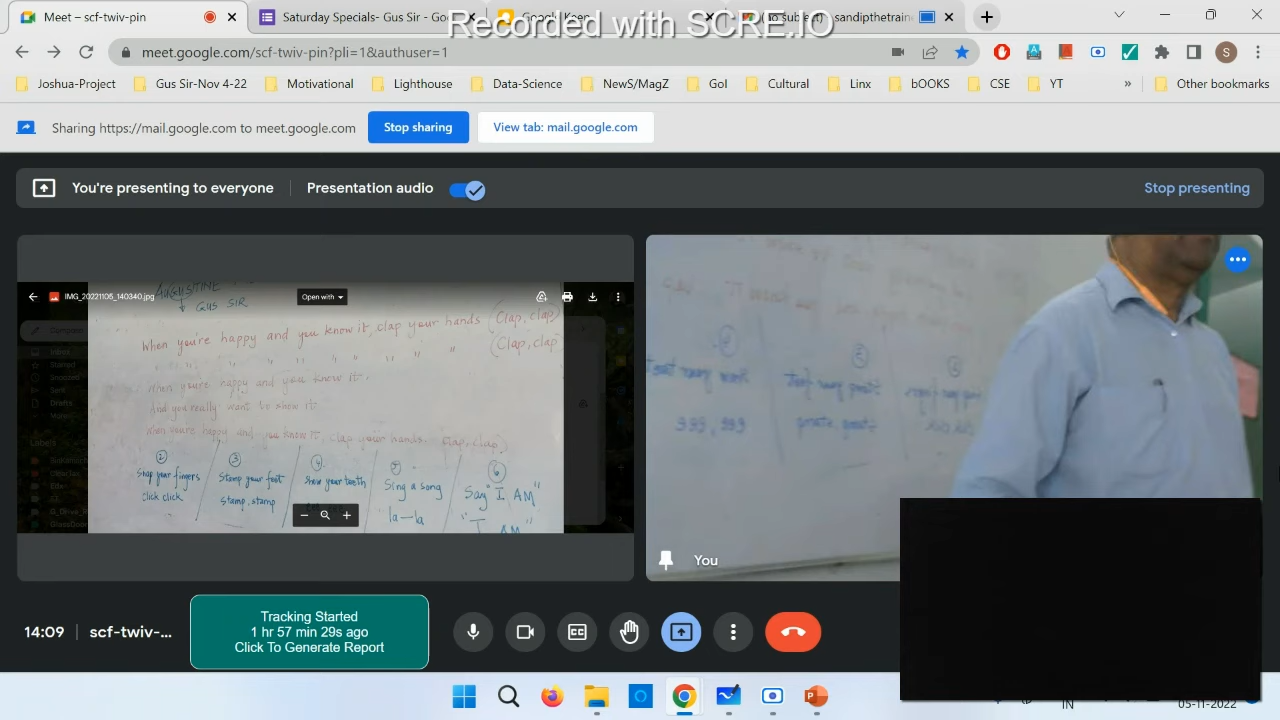 Meet – scf-twiv-pin
Saturday Specials- Gus Sir - Go
Recorded with SCRE.IO
meet.google.com/scf-twiv-pin?pli=1&authuser=1
S
Joshua-Project
Gus Sir-Nov 4-22
Motivational
Lighthouse
Data-Science
NewS/MagZ
GoI
Cultural
Linx
bOOKS
CSE
YT
»
Other bookmarks
Sharing https://mail.google.com to meet.google.com
Stop sharing
View tab: mail.google.com
You're presenting to everyone
Presentation audio
Stop presenting
AUGUSTINE
IMG_20221105_140340.jpg
Open with
GUS SIR
When you're happy and you know it, clap your hands (Clap, clap)
" " " " " " " (Clap, clap
When you're happy and you know it.
And you really want to show it
When you're happy and you know it, clap your hands. (Clap, clap)
② Snap your fingers
click click
③ Stamp your feet
stamp, stamp
④ Show your teeth
⑤ Sing a song
la—la
⑥ Say "I AM"
"I AM"
You
14:09
scf-twiv-...
Tracking Started
1 hr 57 min 29s ago
Click To Generate Report
IN
05-11-2022